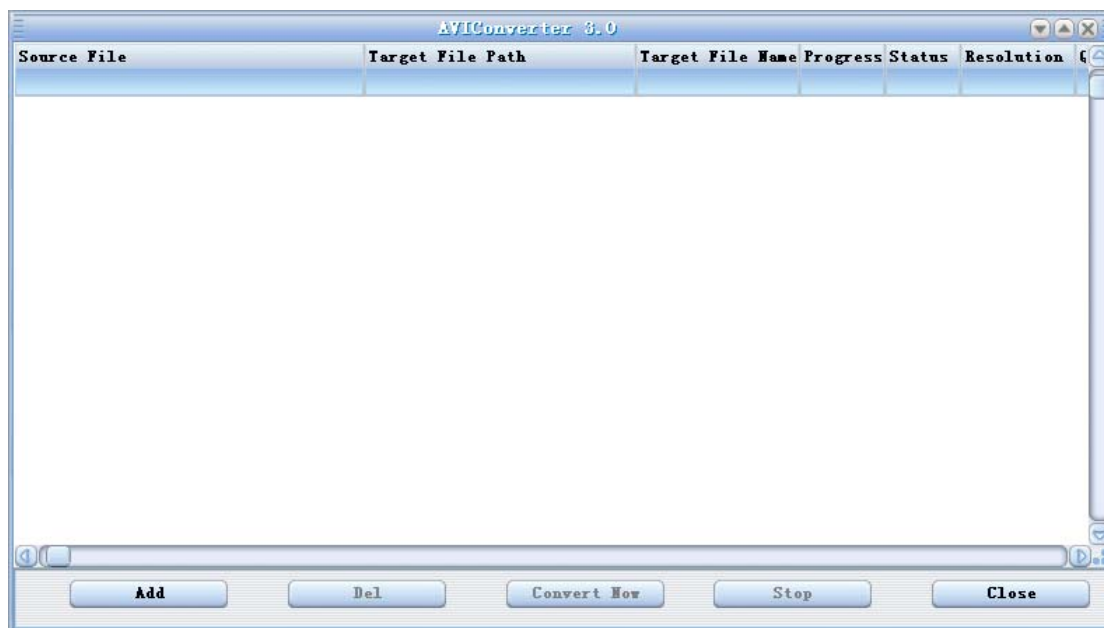 AVIConverter 3.0
Source File Target File Path Target File Name Progress Status Resolution
Add Del Convert Now Stop Close